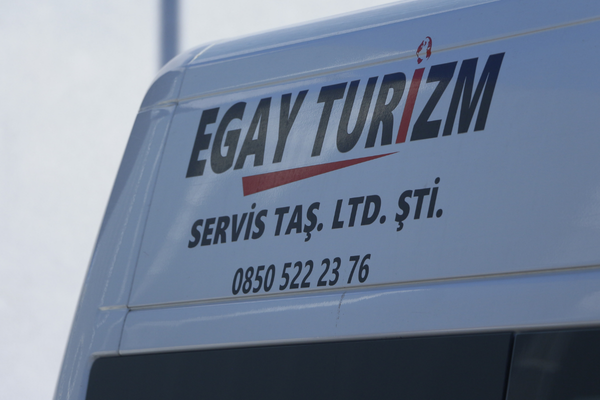 EGAY TURİZM
SERVİS TAŞ. LTD. ŞTİ.
0850 522 23 76